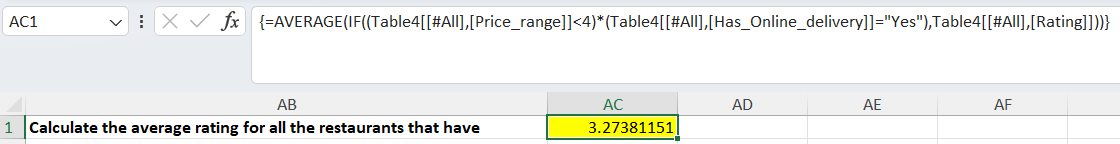 AC1 fx {=AVERAGE(IF((Table4[[#All],[Price_range]]<4)*(Table4[[#All],[Has_Online_delivery]]="Yes"),Table4[[#All],[Rating]]))}
AB AC AD AE AF
1 Calculate the average rating for all the restaurants that have 3.27381151